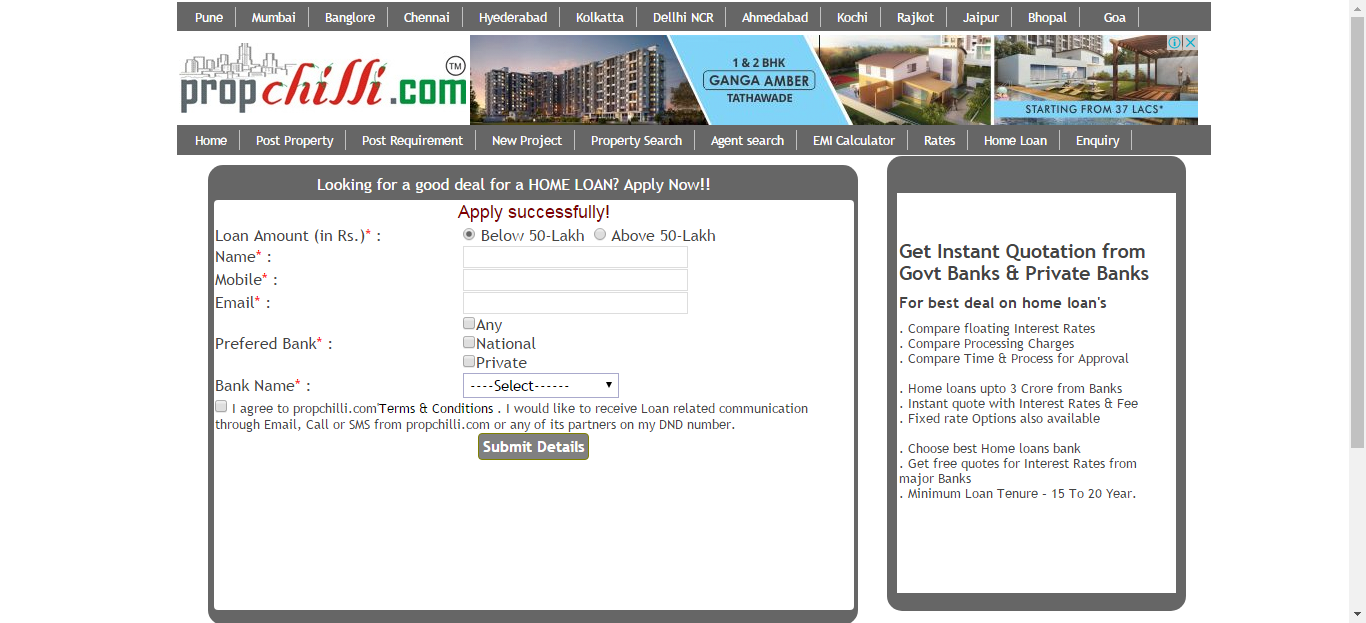 Pune Mumbai Banglore Chennai Hyederabad Kolkatta Dellhi NCR Ahmedabad Kochi Rajkot Jaipur Bhopal Goa
propchilli.com TM
1 & 2 BHK
GANGA AMBER
TATHAWADE
STARTING FROM 37 LACS*
Home Post Property Post Requirement New Project Property Search Agent search EMI Calculator Rates Home Loan Enquiry
Looking for a good deal for a HOME LOAN? Apply Now!!
Apply successfully!
Loan Amount (in Rs.)* : Below 50-Lakh Above 50-Lakh
Name* :
Mobile* :
Email* :
Any
Prefered Bank* : National
Private
Bank Name* : ----Select------
I agree to propchilli.com'Terms & Conditions . I would like to receive Loan related communication
through Email, Call or SMS from propchilli.com or any of its partners on my DND number.
Submit Details
Get Instant Quotation from
Govt Banks & Private Banks
For best deal on home loan's
. Compare floating Interest Rates
. Compare Processing Charges
. Compare Time & Process for Approval
. Home loans upto 3 Crore from Banks
. Instant quote with Interest Rates & Fee
. Fixed rate Options also available
. Choose best Home loans bank
. Get free quotes for Interest Rates from
major Banks
. Minimum Loan Tenure - 15 To 20 Year.